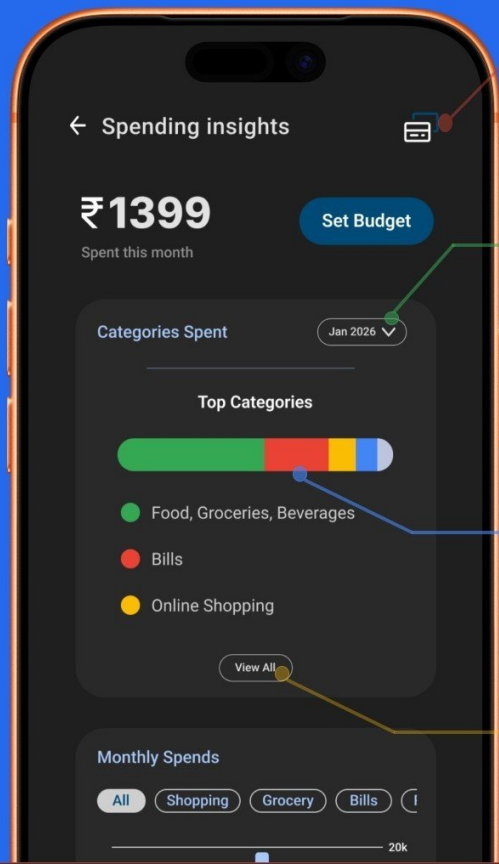 Spending insights
₹1399
Set Budget
Spent this month
Categories Spent
Jan 2026
Top Categories
Food, Groceries, Beverages
Bills
Online Shopping
View All
Monthly Spends
All
Shopping
Grocery
Bills
20k